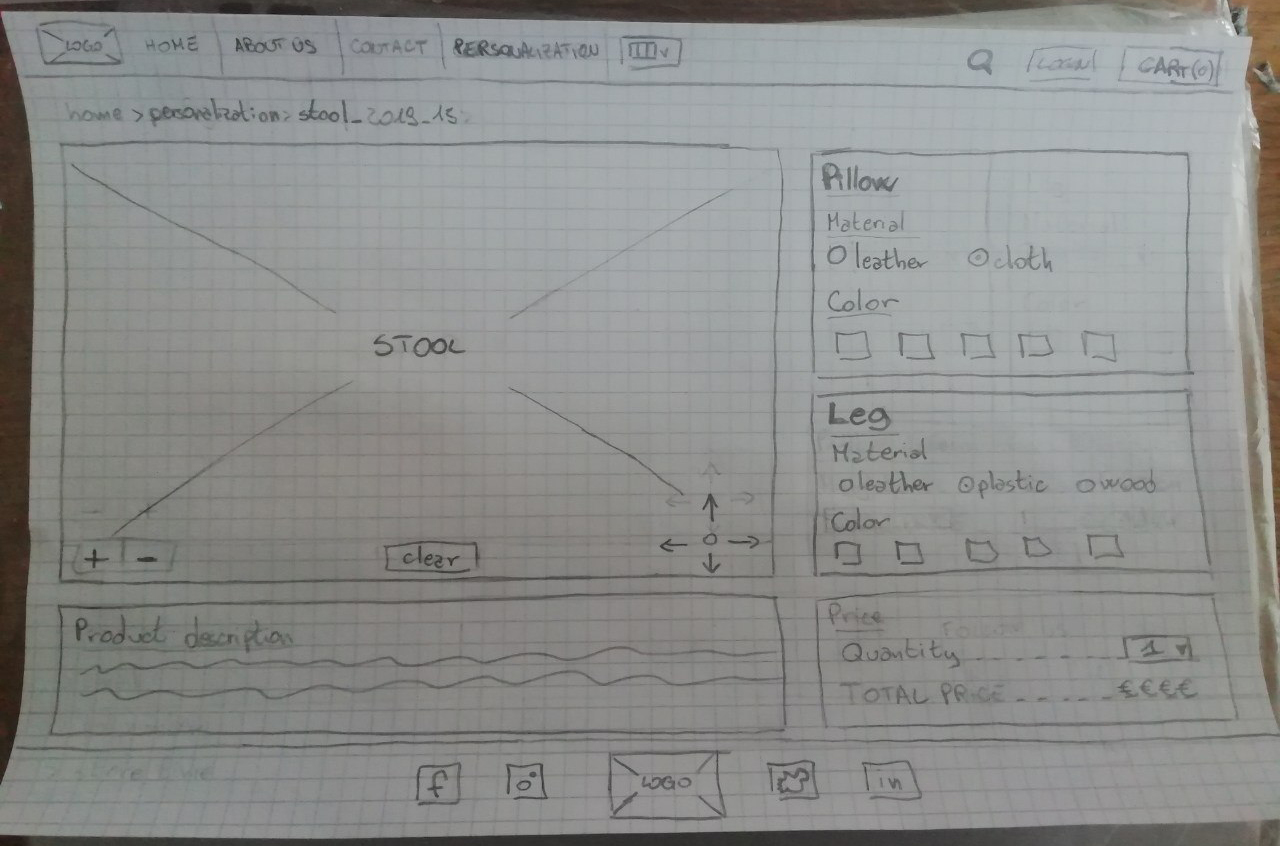 LOGO HOME ABOUT US CONTACT PERSONALIZATION LOGIN CART(0)
home > personalization > stool_2019_15
STOOL
+ - clear
Pillow
Material
leather cloth
Color
Leg
Material
leather plastic wood
Color
Product description
Price
Quantity 1
TOTAL PRICE €€€€
f LOGO in